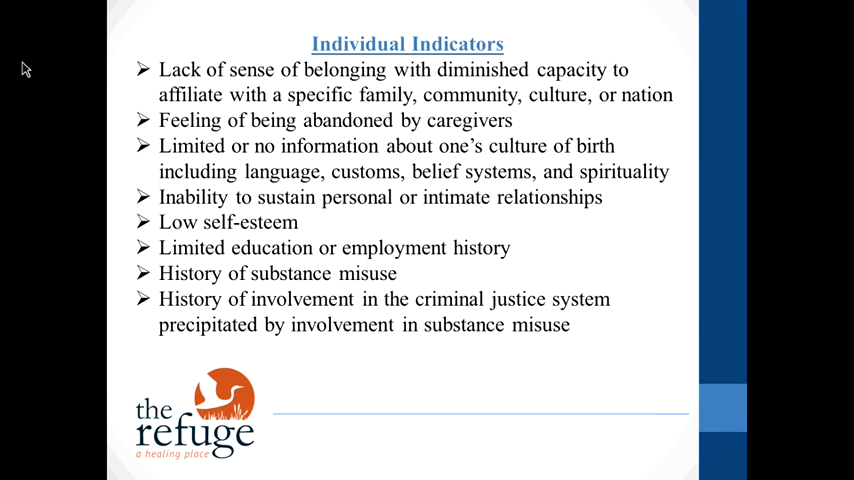 Individual Indicators
➢ Lack of sense of belonging with diminished capacity to
affiliate with a specific family, community, culture, or nation
➢ Feeling of being abandoned by caregivers
➢ Limited or no information about one’s culture of birth
including language, customs, belief systems, and spirituality
➢ Inability to sustain personal or intimate relationships
➢ Low self-esteem
➢ Limited education or employment history
➢ History of substance misuse
➢ History of involvement in the criminal justice system
precipitated by involvement in substance misuse
the
refuge
a healing place